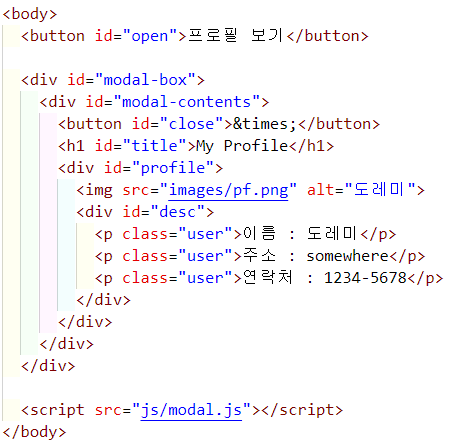 <body>
<button id="open">프로필 보기</button>
<div id="modal-box">
<div id="modal-contents">
<button id="close">&times;</button>
<h1 id="title">My Profile</h1>
<div id="profile">
<img src="images/pf.png" alt="도레미">
<div id="desc">
<p class="user">이름 : 도레미</p>
<p class="user">주소 : somewhere</p>
<p class="user">연락처 : 1234-5678</p>
</div>
</div>
</div>
</div>
<script src="js/modal.js"></script>
</body>